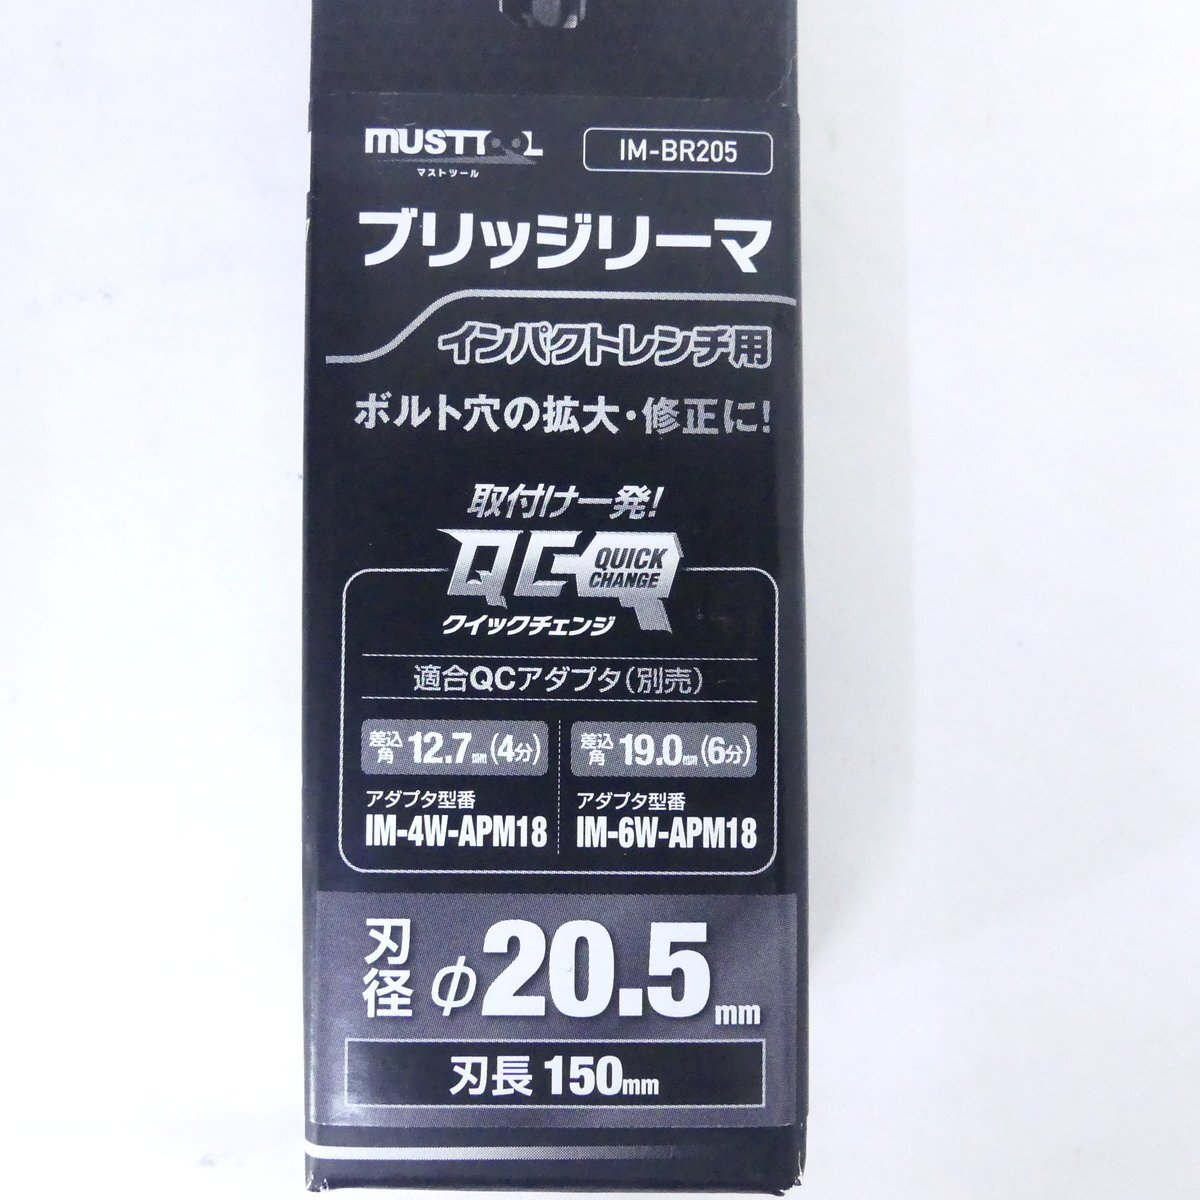 MUSTTOOL
マストツール
IM-BR205
ブリッジリーマ
インパクトレンチ用
ボルト穴の拡大・修正に!
取付け一発!
QC QUICK CHANGE
クイックチェンジ
適合QCアダプタ(別売)
差込角 12.7mm(4分)
アダプタ型番
IM-4W-APM18
差込角 19.0mm(6分)
アダプタ型番
IM-6W-APM18
刃径 φ20.5mm
刃長 150mm